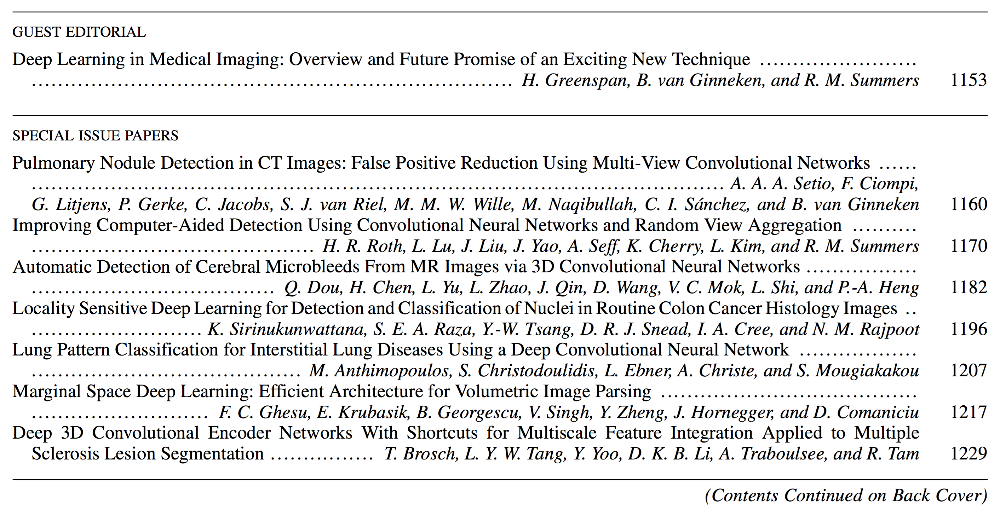 GUEST EDITORIAL
Deep Learning in Medical Imaging: Overview and Future Promise of an Exciting New Technique ........................
.......................................................................... H. Greenspan, B. van Ginneken, and R. M. Summers 1153
SPECIAL ISSUE PAPERS
Pulmonary Nodule Detection in CT Images: False Positive Reduction Using Multi-View Convolutional Networks ......
.......................................................................................................... A. A. A. Setio, F. Ciompi,
G. Litjens, P. Gerke, C. Jacobs, S. J. van Riel, M. M. W. Wille, M. Naqibullah, C. I. Sánchez, and B. van Ginneken 1160
Improving Computer-Aided Detection Using Convolutional Neural Networks and Random View Aggregation ..........
........................................... H. R. Roth, L. Lu, J. Liu, J. Yao, A. Seff, K. Cherry, L. Kim, and R. M. Summers 1170
Automatic Detection of Cerebral Microbleeds From MR Images via 3D Convolutional Neural Networks .................
..................................... Q. Dou, H. Chen, L. Yu, L. Zhao, J. Qin, D. Wang, V. C. Mok, L. Shi, and P.-A. Heng 1182
Locality Sensitive Deep Learning for Detection and Classification of Nuclei in Routine Colon Cancer Histology Images ..
.......................... K. Sirinukunwattana, S. E. A. Raza, Y.-W. Tsang, D. R. J. Snead, I. A. Cree, and N. M. Rajpoot 1196
Lung Pattern Classification for Interstitial Lung Diseases Using a Deep Convolutional Neural Network ..................
......................................... M. Anthimopoulos, S. Christodoulidis, L. Ebner, A. Christe, and S. Mougiakakou 1207
Marginal Space Deep Learning: Efficient Architecture for Volumetric Image Parsing .......................................
........................... F. C. Ghesu, E. Krubasik, B. Georgescu, V. Singh, Y. Zheng, J. Hornegger, and D. Comaniciu 1217
Deep 3D Convolutional Encoder Networks With Shortcuts for Multiscale Feature Integration Applied to Multiple
Sclerosis Lesion Segmentation ................ T. Brosch, L. Y. W. Tang, Y. Yoo, D. K. B. Li, A. Traboulsee, and R. Tam 1229
(Contents Continued on Back Cover)